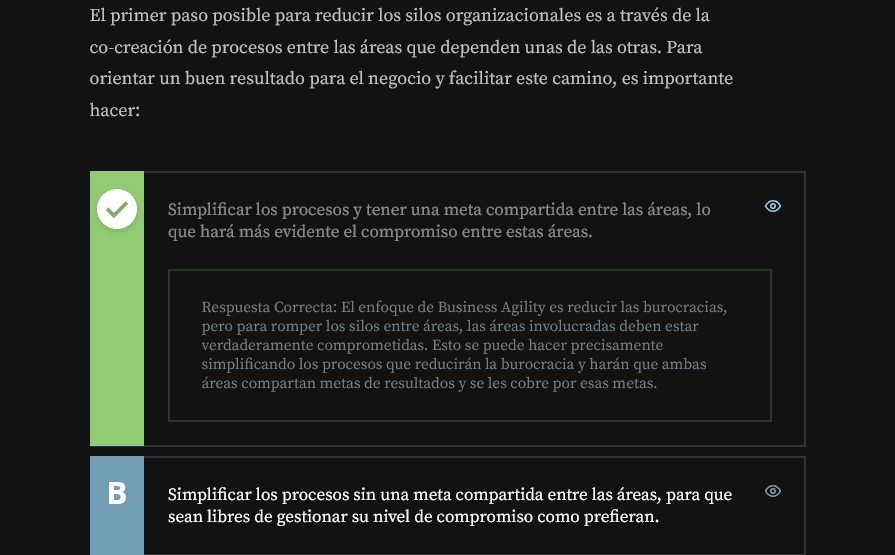 El primer paso posible para reducir los silos organizacionales es a través de la
co-creación de procesos entre las áreas que dependen unas de las otras. Para
orientar un buen resultado para el negocio y facilitar este camino, es importante
hacer:
Simplificar los procesos y tener una meta compartida entre las áreas, lo
que hará más evidente el compromiso entre estas áreas.
Respuesta Correcta: El enfoque de Business Agility es reducir las burocracias,
pero para romper los silos entre áreas, las áreas involucradas deben estar
verdaderamente comprometidas. Esto se puede hacer precisamente
simplificando los procesos que reducirán la burocracia y harán que ambas
áreas compartan metas de resultados y se les cobre por esas metas.
B
Simplificar los procesos sin una meta compartida entre las áreas, para que
sean libres de gestionar su nivel de compromiso como prefieran.